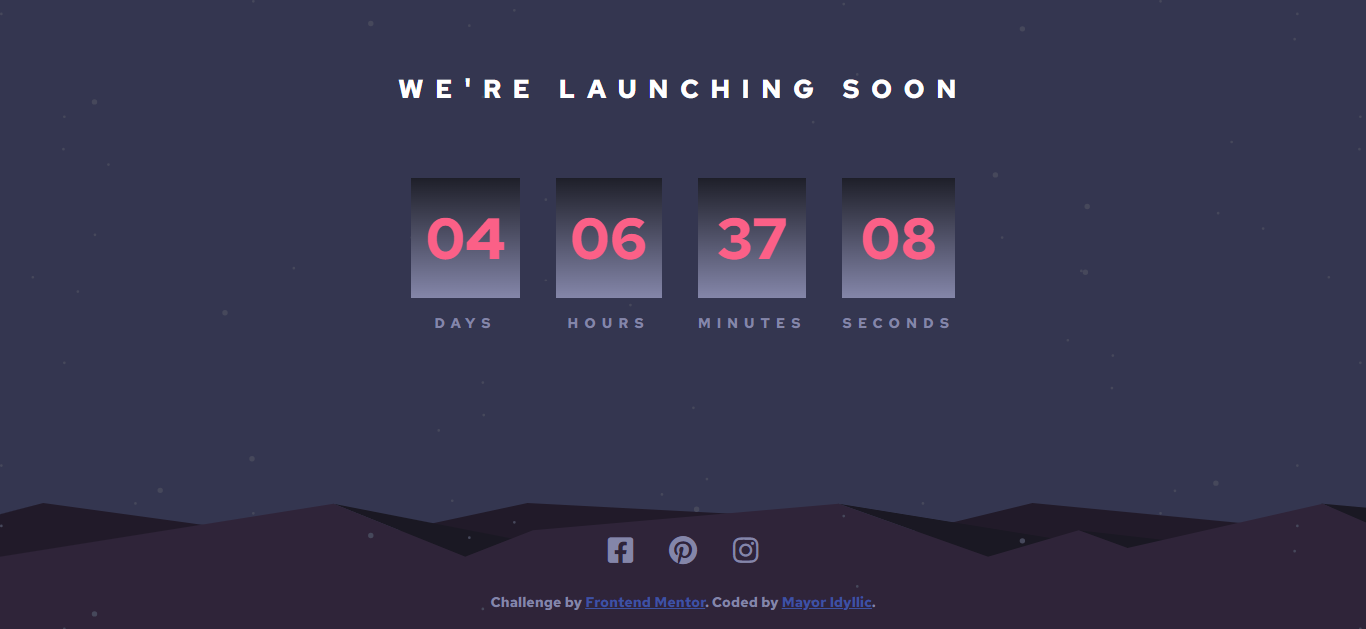 WE'RE LAUNCHING SOON
04 06 37 08
DAYS HOURS MINUTES SECONDS
Challenge by Frontend Mentor. Coded by Mayor Idyllic.